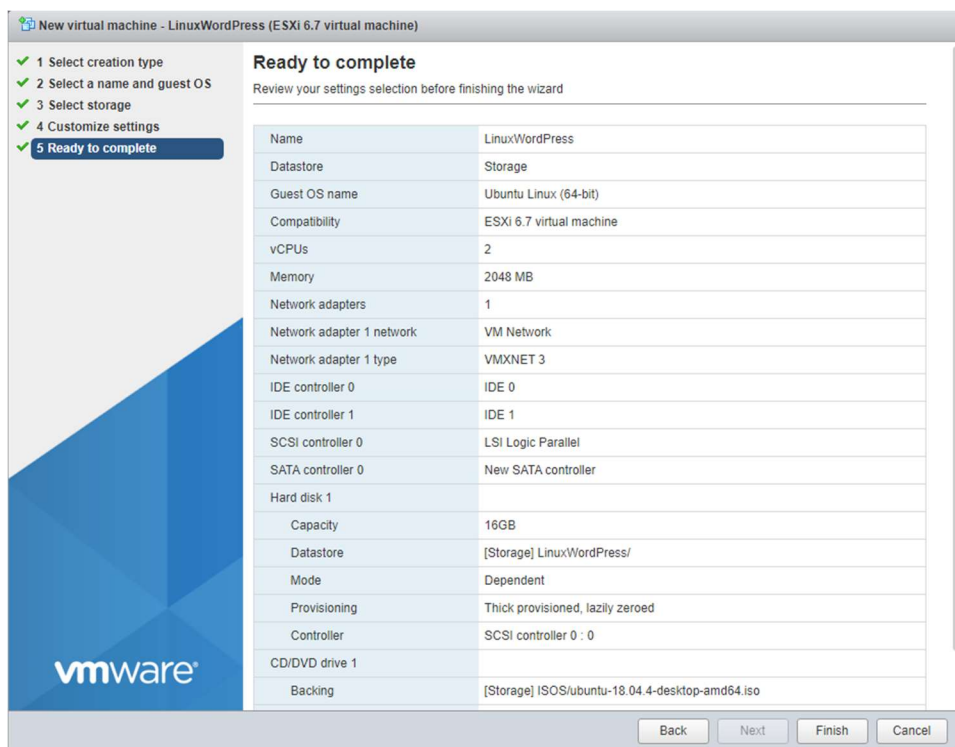 New virtual machine - LinuxWordPress (ESXi 6.7 virtual machine)
1 Select creation type
2 Select a name and guest OS
3 Select storage
4 Customize settings
5 Ready to complete
Ready to complete
Review your settings selection before finishing the wizard
Name LinuxWordPress
Datastore Storage
Guest OS name Ubuntu Linux (64-bit)
Compatibility ESXi 6.7 virtual machine
vCPUs 2
Memory 2048 MB
Network adapters 1
Network adapter 1 network VM Network
Network adapter 1 type VMXNET 3
IDE controller 0 IDE 0
IDE controller 1 IDE 1
SCSI controller 0 LSI Logic Parallel
SATA controller 0 New SATA controller
Hard disk 1
Capacity 16GB
Datastore [Storage] LinuxWordPress/
Mode Dependent
Provisioning Thick provisioned, lazily zeroed
Controller SCSI controller 0 : 0
CD/DVD drive 1
Backing [Storage] ISOS/ubuntu-18.04.4-desktop-amd64.iso
vmware®
Back Next Finish Cancel